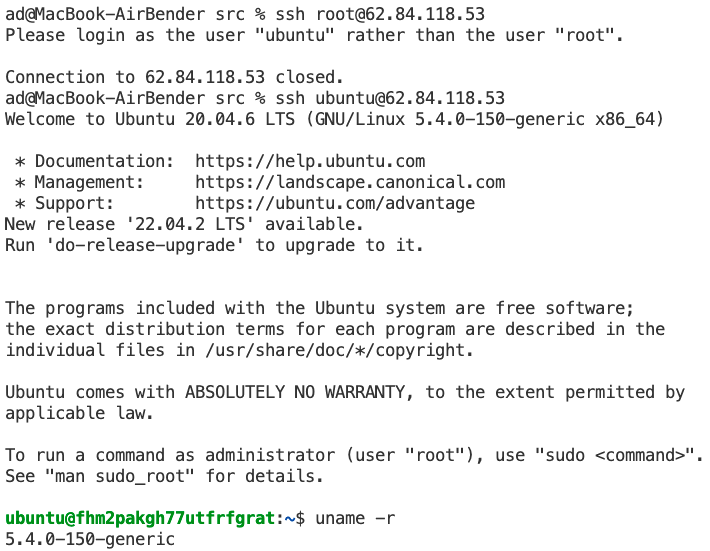 ad@MacBook-AirBender src % ssh root@62.84.118.53
Please login as the user "ubuntu" rather than the user "root".
Connection to 62.84.118.53 closed.
ad@MacBook-AirBender src % ssh ubuntu@62.84.118.53
Welcome to Ubuntu 20.04.6 LTS (GNU/Linux 5.4.0-150-generic x86_64)
* Documentation:  https://help.ubuntu.com
* Management:     https://landscape.canonical.com
* Support:        https://ubuntu.com/advantage
New release '22.04.2 LTS' available.
Run 'do-release-upgrade' to upgrade to it.
The programs included with the Ubuntu system are free software;
the exact distribution terms for each program are described in the
individual files in /usr/share/doc/*/copyright.
Ubuntu comes with ABSOLUTELY NO WARRANTY, to the extent permitted by
applicable law.
To run a command as administrator (user "root"), use "sudo <command>".
See "man sudo_root" for details.
ubuntu@fhm2pakgh77utfrfgrat:~$ uname -r
5.4.0-150-generic